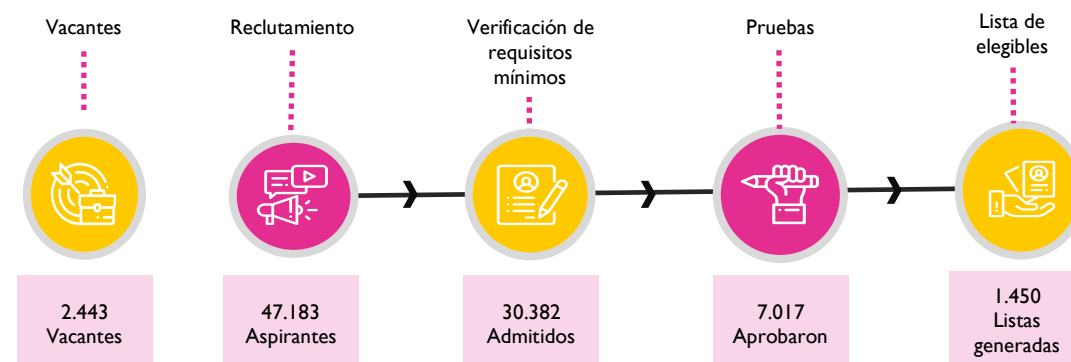 Vacantes
Reclutamiento
Verificación de
requisitos
mínimos
Pruebas
Lista de
elegibles
2.443
Vacantes
47.183
Aspirantes
30.382
Admitidos
7.017
Aprobaron
1.450
Listas
generadas